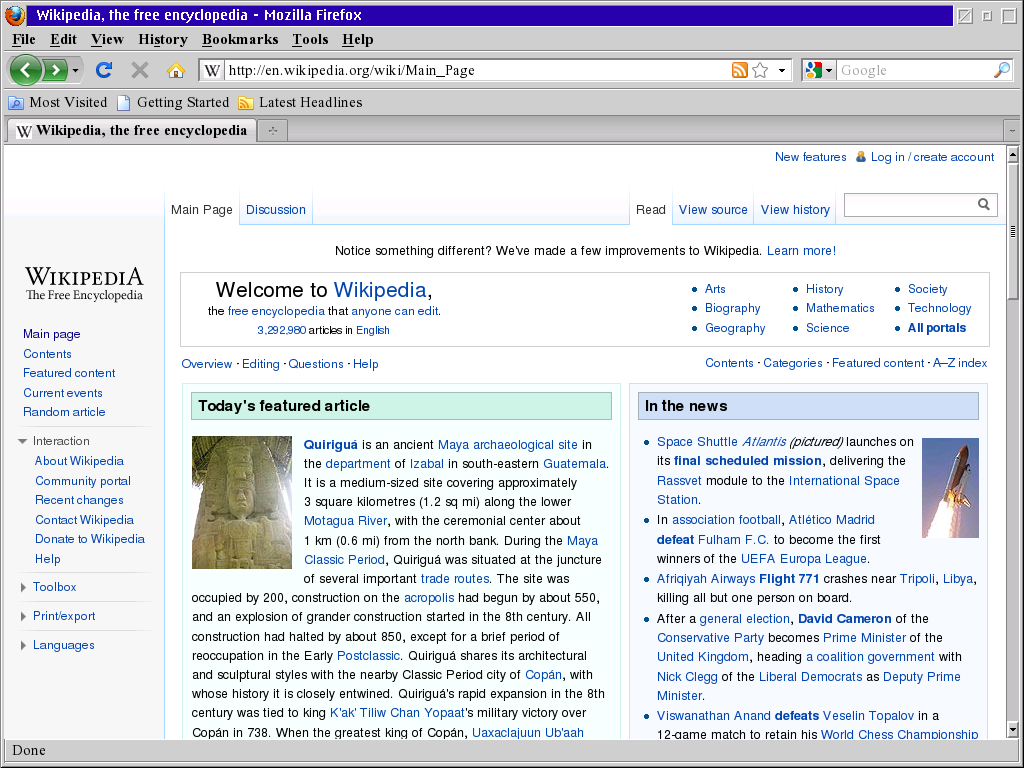 Wikipedia, the free encyclopedia - Mozilla Firefox
File Edit View History Bookmarks Tools Help
W http://en.wikipedia.org/wiki/Main_Page Google
Most Visited Getting Started Latest Headlines
W Wikipedia, the free encyclopedia
New features Log in / create account
Main Page Discussion Read View source View history
Notice something different? We've made a few improvements to Wikipedia. Learn more!
WIKIPEDIA
The Free Encyclopedia
Main page
Contents
Featured content
Current events
Random article
Interaction
About Wikipedia
Community portal
Recent changes
Contact Wikipedia
Donate to Wikipedia
Help
Toolbox
Print/export
Languages
Welcome to Wikipedia,
the free encyclopedia that anyone can edit.
3,292,980 articles in English
• Arts
• Biography
• Geography
• History
• Mathematics
• Science
• Society
• Technology
• All portals
Overview · Editing · Questions · Help
Contents · Categories · Featured content · A–Z index
Today's featured article
Quiriguá is an ancient Maya archaeological site in
the department of Izabal in south-eastern Guatemala.
It is a medium-sized site covering approximately
3 square kilometres (1.2 sq mi) along the lower
Motagua River, with the ceremonial center about
1 km (0.6 mi) from the north bank. During the Maya
Classic Period, Quiriguá was situated at the juncture
of several important trade routes. The site was
occupied by 200, construction on the acropolis had begun by about 550,
and an explosion of grander construction started in the 8th century. All
construction had halted by about 850, except for a brief period of
reoccupation in the Early Postclassic. Quiriguá shares its architectural
and sculptural styles with the nearby Classic Period city of Copán, with
whose history it is closely entwined. Quiriguá's rapid expansion in the 8th
century was tied to king K'ak' Tiliw Chan Yopaat's military victory over
Copán in 738. When the greatest king of Copán, Uaxaclajuun Ub'aah
In the news
• Space Shuttle Atlantis (pictured) launches on
its final scheduled mission, delivering the
Rassvet module to the International Space
Station.
• In association football, Atlético Madrid
defeat Fulham F.C. to become the first
winners of the UEFA Europa League.
• Afriqiyah Airways Flight 771 crashes near Tripoli, Libya,
killing all but one person on board.
• After a general election, David Cameron of the
Conservative Party becomes Prime Minister of the
United Kingdom, heading a coalition government with
Nick Clegg of the Liberal Democrats as Deputy Prime
Minister.
• Viswanathan Anand defeats Veselin Topalov in a
12-game match to retain his World Chess Championship
Done